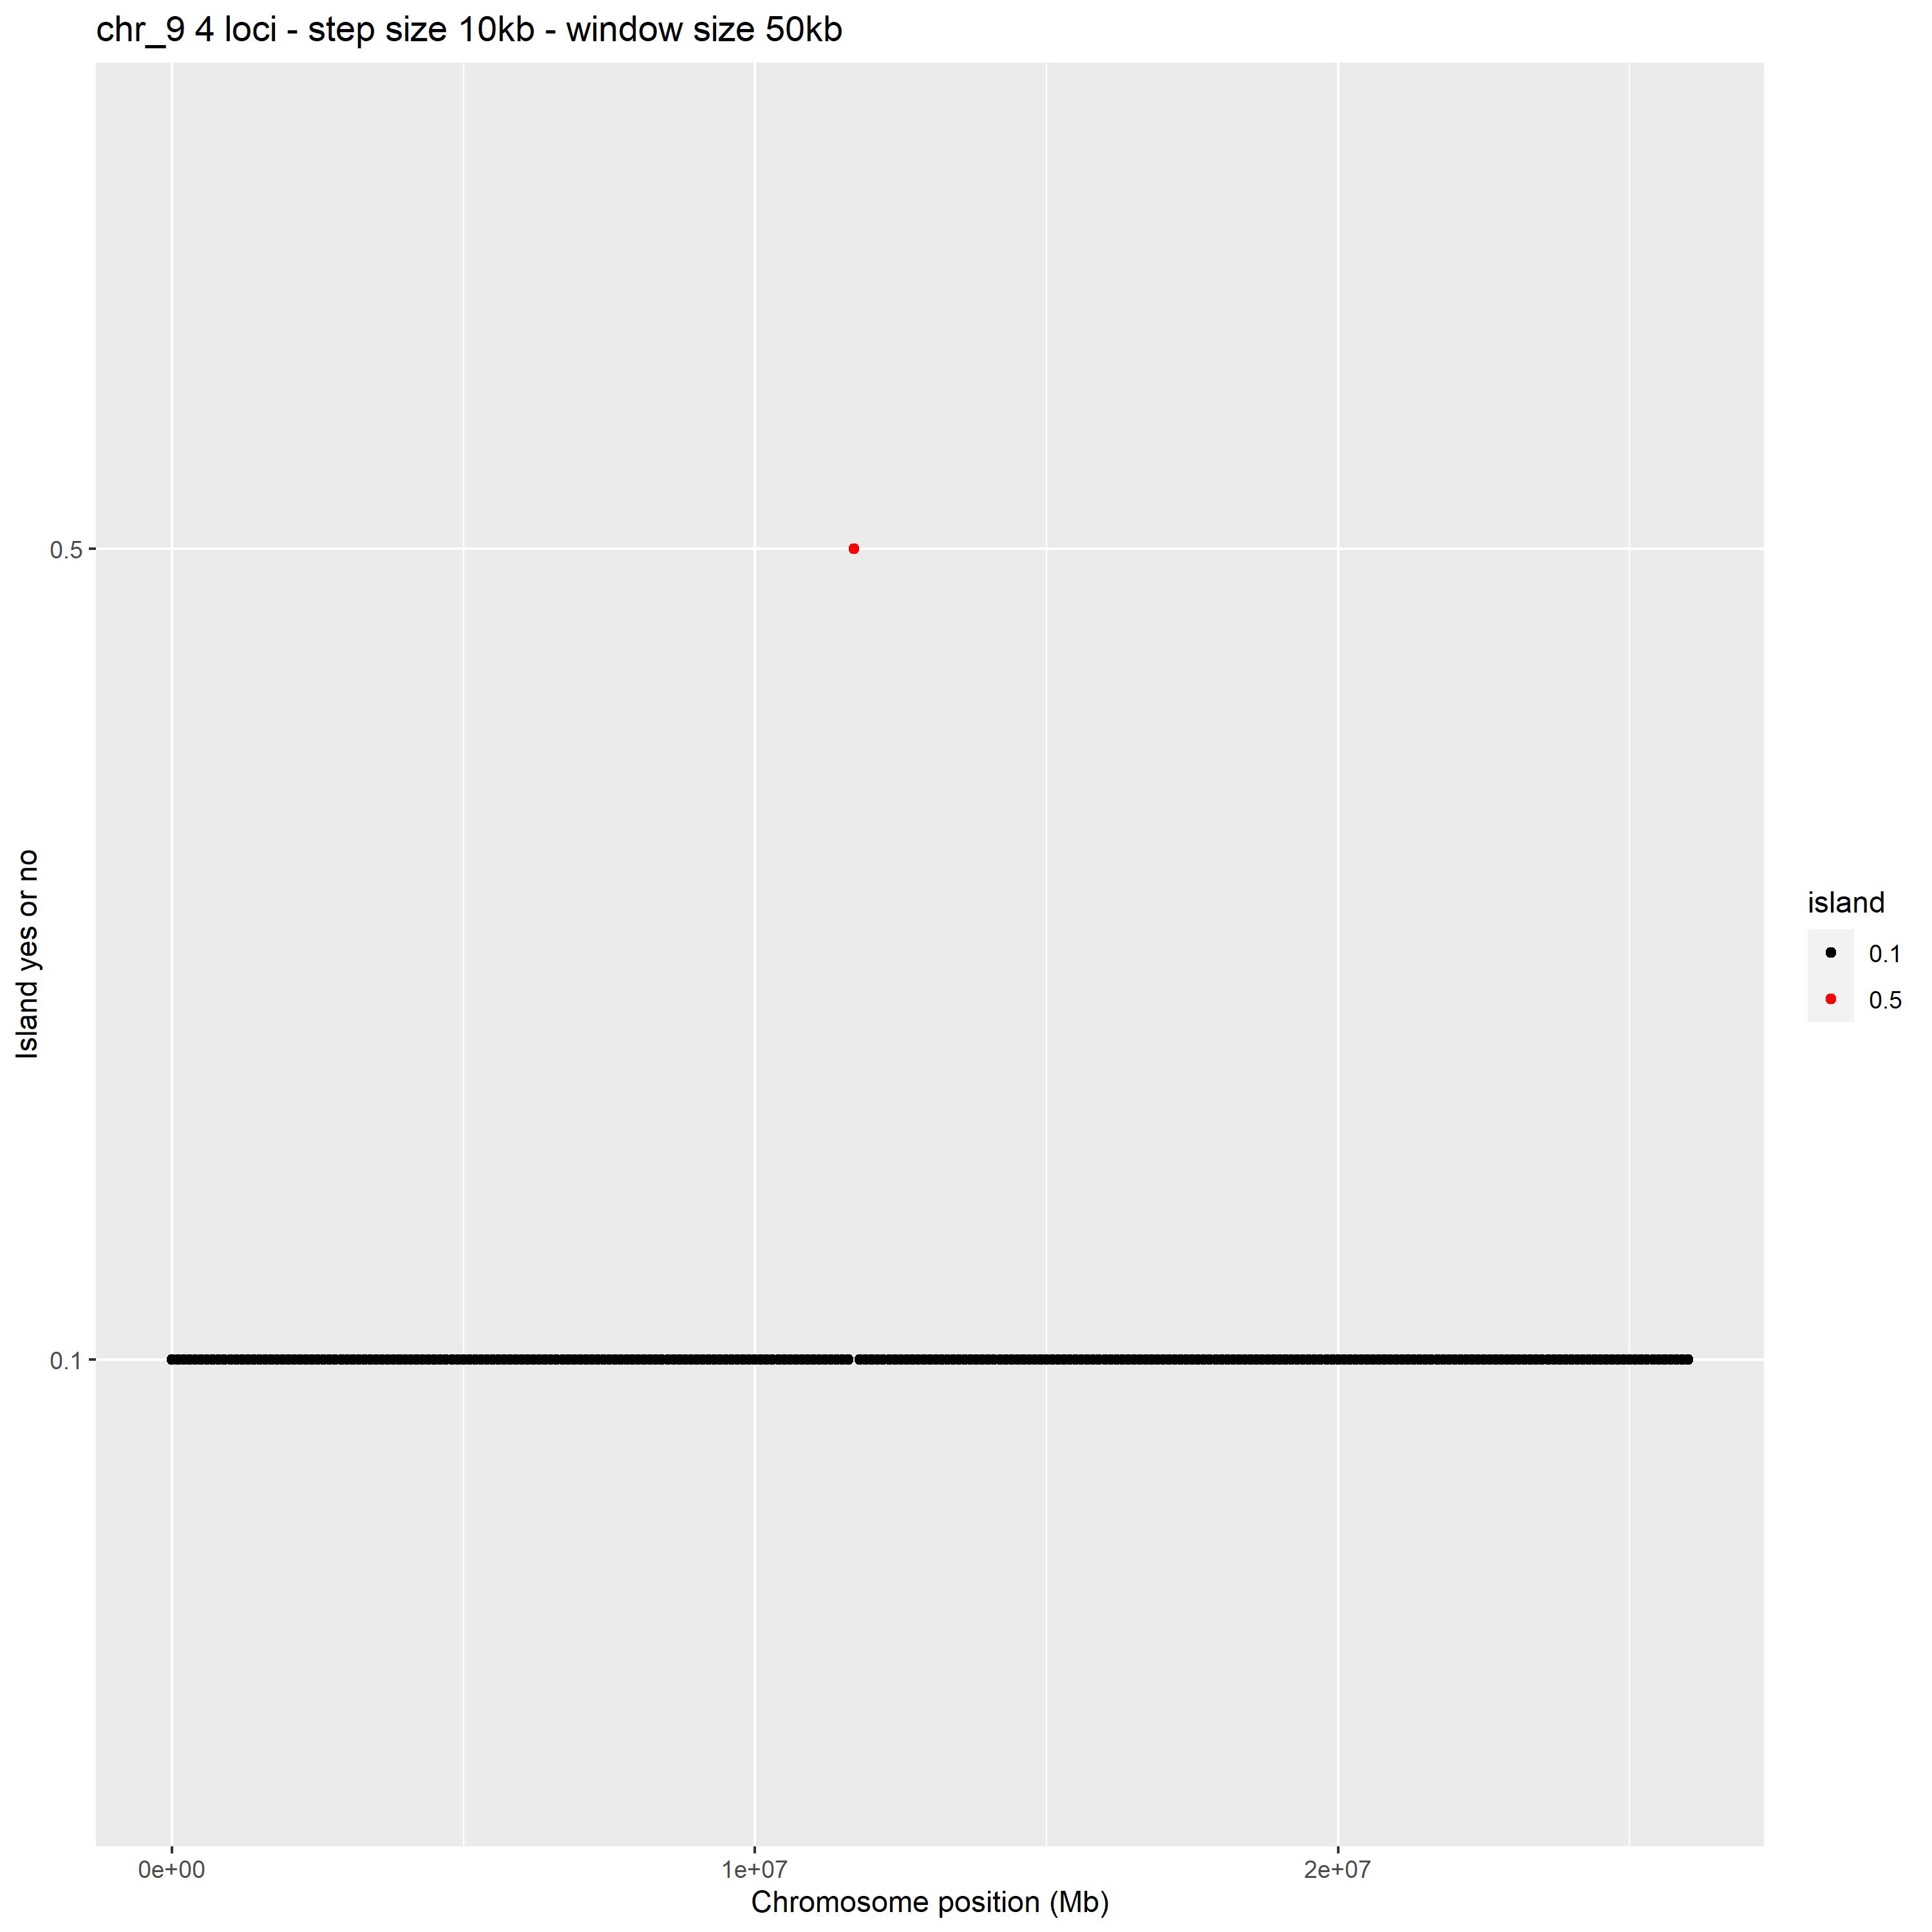 chr_9 4 loci - step size 10kb - window size 50kb
Island yes or no
0.5
0.1
0e+00
1e+07
2e+07
Chromosome position (Mb)
island
0.1
0.5